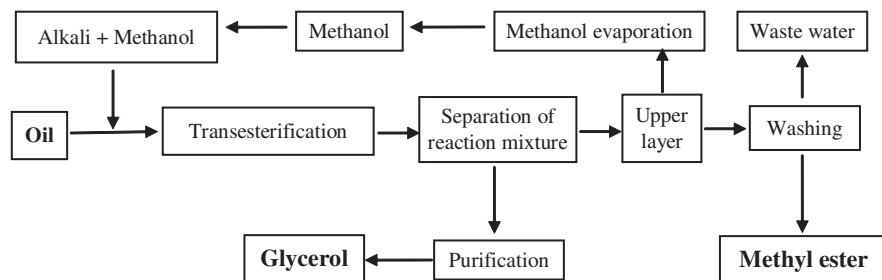 Alkali + Methanol
Methanol
Methanol evaporation
Waste water
Oil
Transesterification
Separation of
reaction mixture
Upper
layer
Washing
Glycerol
Purification
Methyl ester